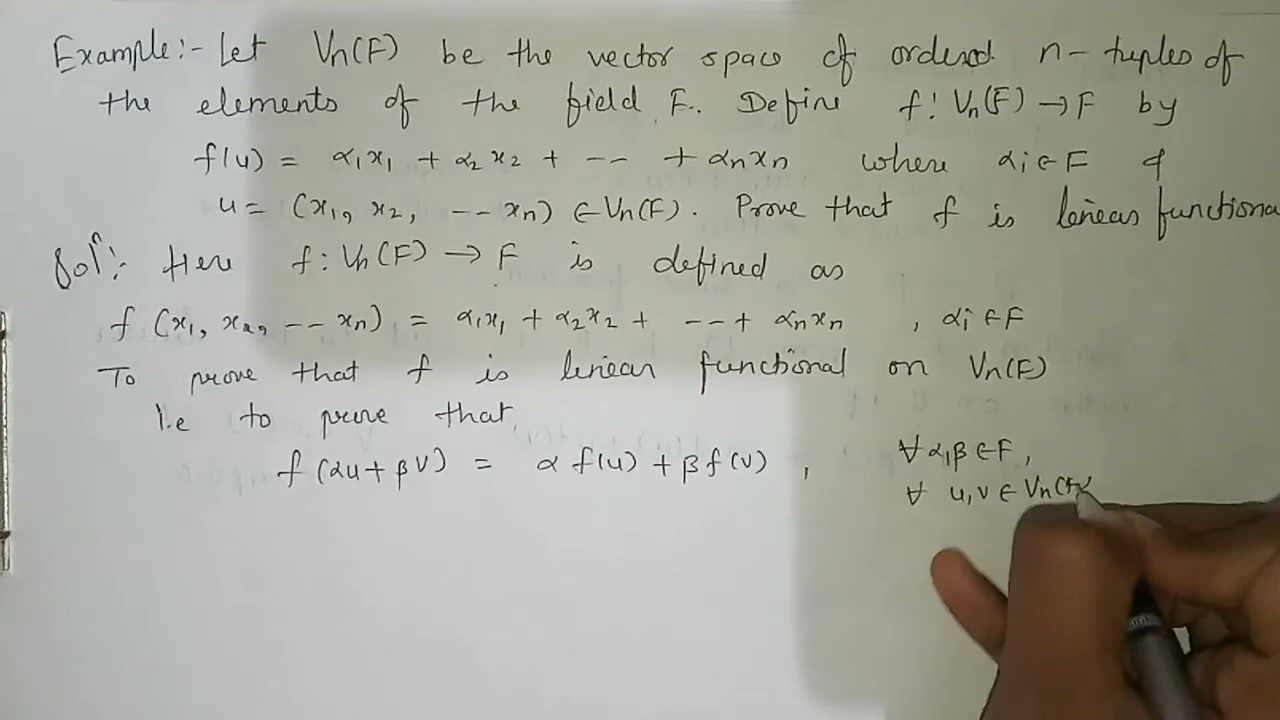 Example:- Let Vn(F) be the vector space of ordered n-tuples of
the elements of the field F. Define f: Vn(F) → F by
f(u) = α₁x₁ + α₂x₂ + -- + αnxn where αi ∈ F &
u = (x₁, x₂, -- xn) ∈ Vn(F). Prove that f is linear functiona
Solⁿ:- Here f: Vn(F) → F is defined as
f (x₁, x₂, -- xn) = α₁x₁ + α₂x₂ + --+ αnxn , αi ∈ F
To prove that f is linear functional on Vn(F)
i.e to prove that
f(αu + βv) = α f(u) + β f(v) , ∀ α,β ∈ F,
∀ u,v ∈ Vn(F